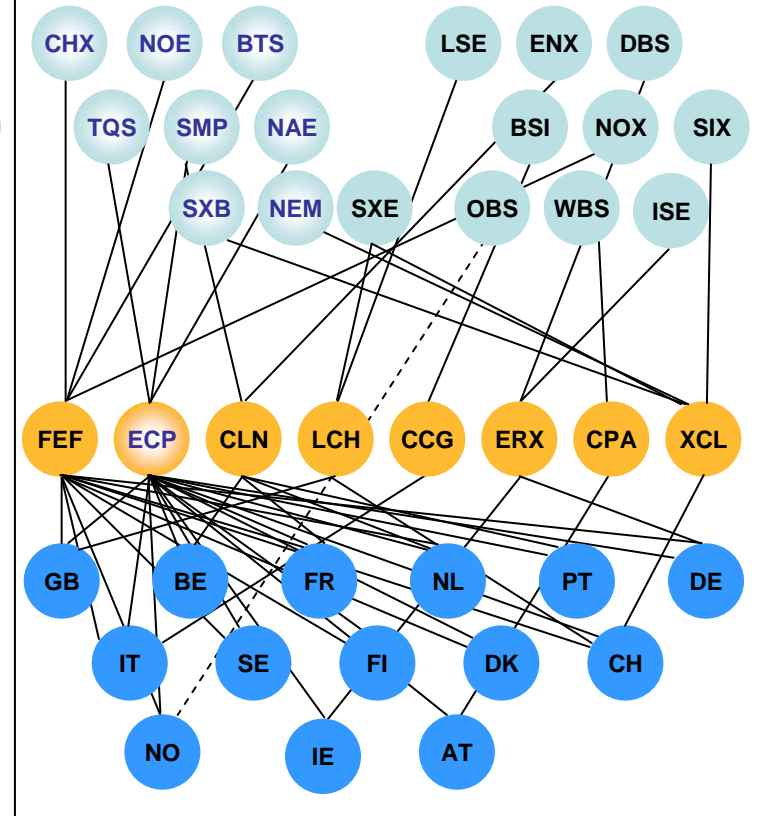 CHX NOE BTS LSE ENX DBS
TQS SMP NAE BSI NOX SIX
SXB NEM SXE OBS WBS ISE
FEF ECP CLN LCH CCG ERX CPA XCL
GB BE FR NL PT DE
IT SE FI DK CH
NO IE AT